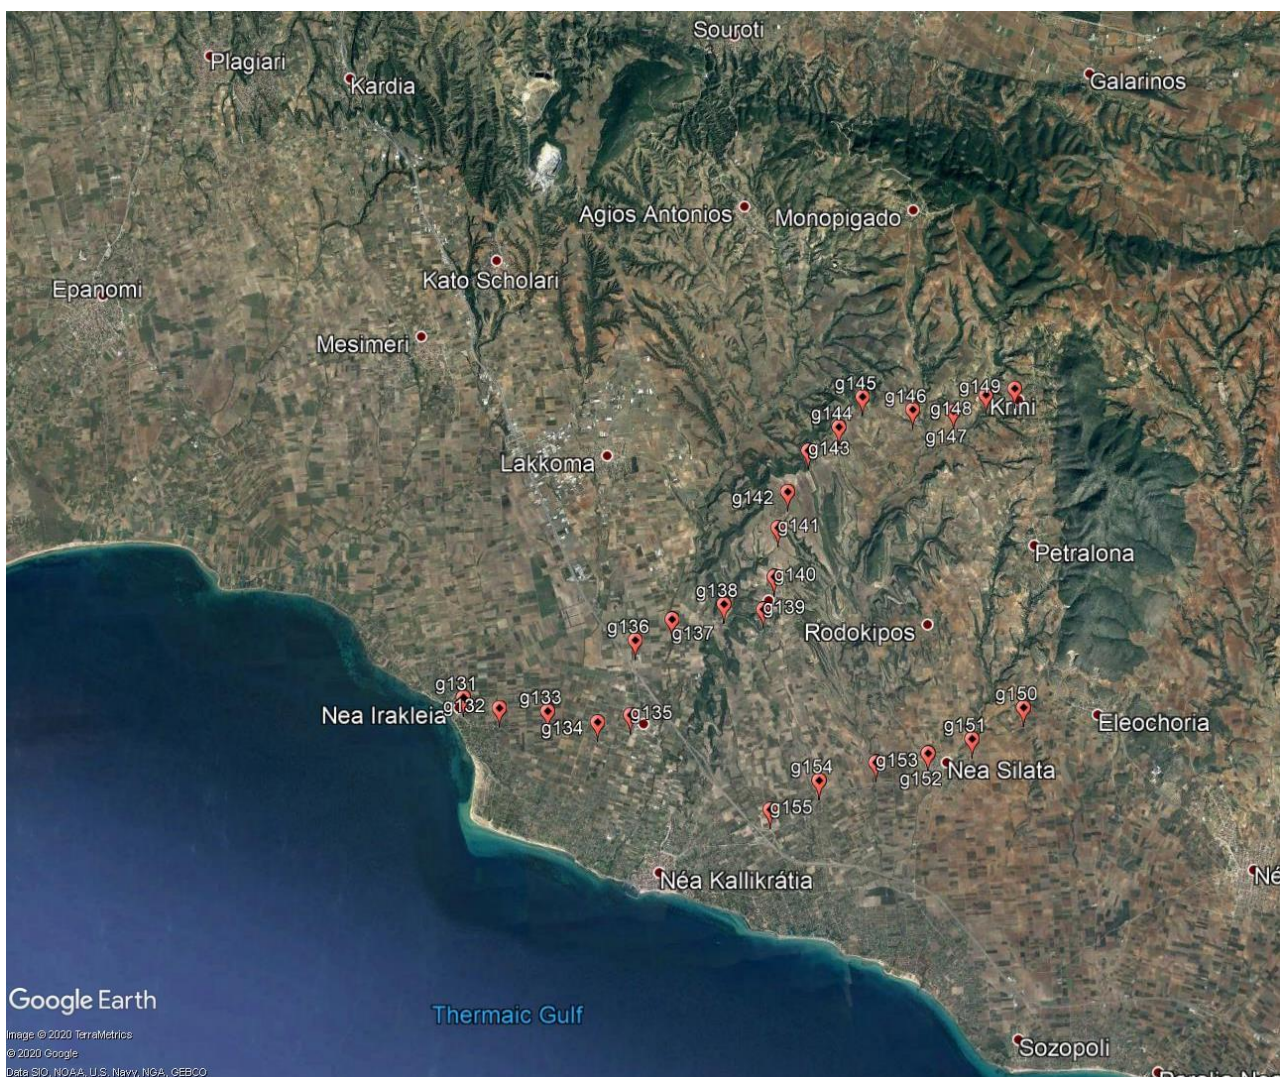 Souroti
Plagiari
Kardia
Galarinos
Agios Antonios
Monopigado
Kato Scholari
Epanomi
Mesimeri
g145
g149
g146
g148
Krini
g144
g147
g143
Lakkoma
g142
g141
Petralona
g140
g138
g139
g136
g137
Rodokipos
g131
g132
g133
g150
Nea Irakleia
g134
g135
Eleochoria
g151
g153
g152
Nea Silata
g154
g155
Néa Kallikrátia
Né
Google Earth
Thermaic Gulf
Image © 2020 TerraMetrics
© 2020 Google
Sozopoli
Data SIO, NOAA, U.S. Navy, NGA, GEBCO